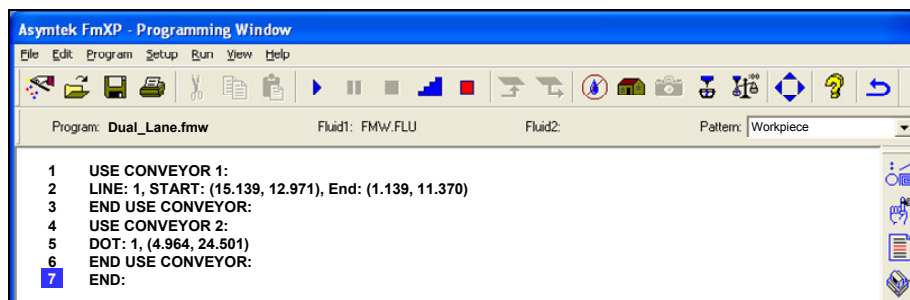 Asymtek FmXP - Programming Window
File Edit Program Setup Run View Help
Program: Dual_Lane.fmw Fluid1: FMW.FLU Fluid2: Pattern: Workpiece
1 USE CONVEYOR 1:
2 LINE: 1, START: (15.139, 12.971), End: (1.139, 11.370)
3 END USE CONVEYOR:
4 USE CONVEYOR 2:
5 DOT: 1, (4.964, 24.501)
6 END USE CONVEYOR:
7 END: